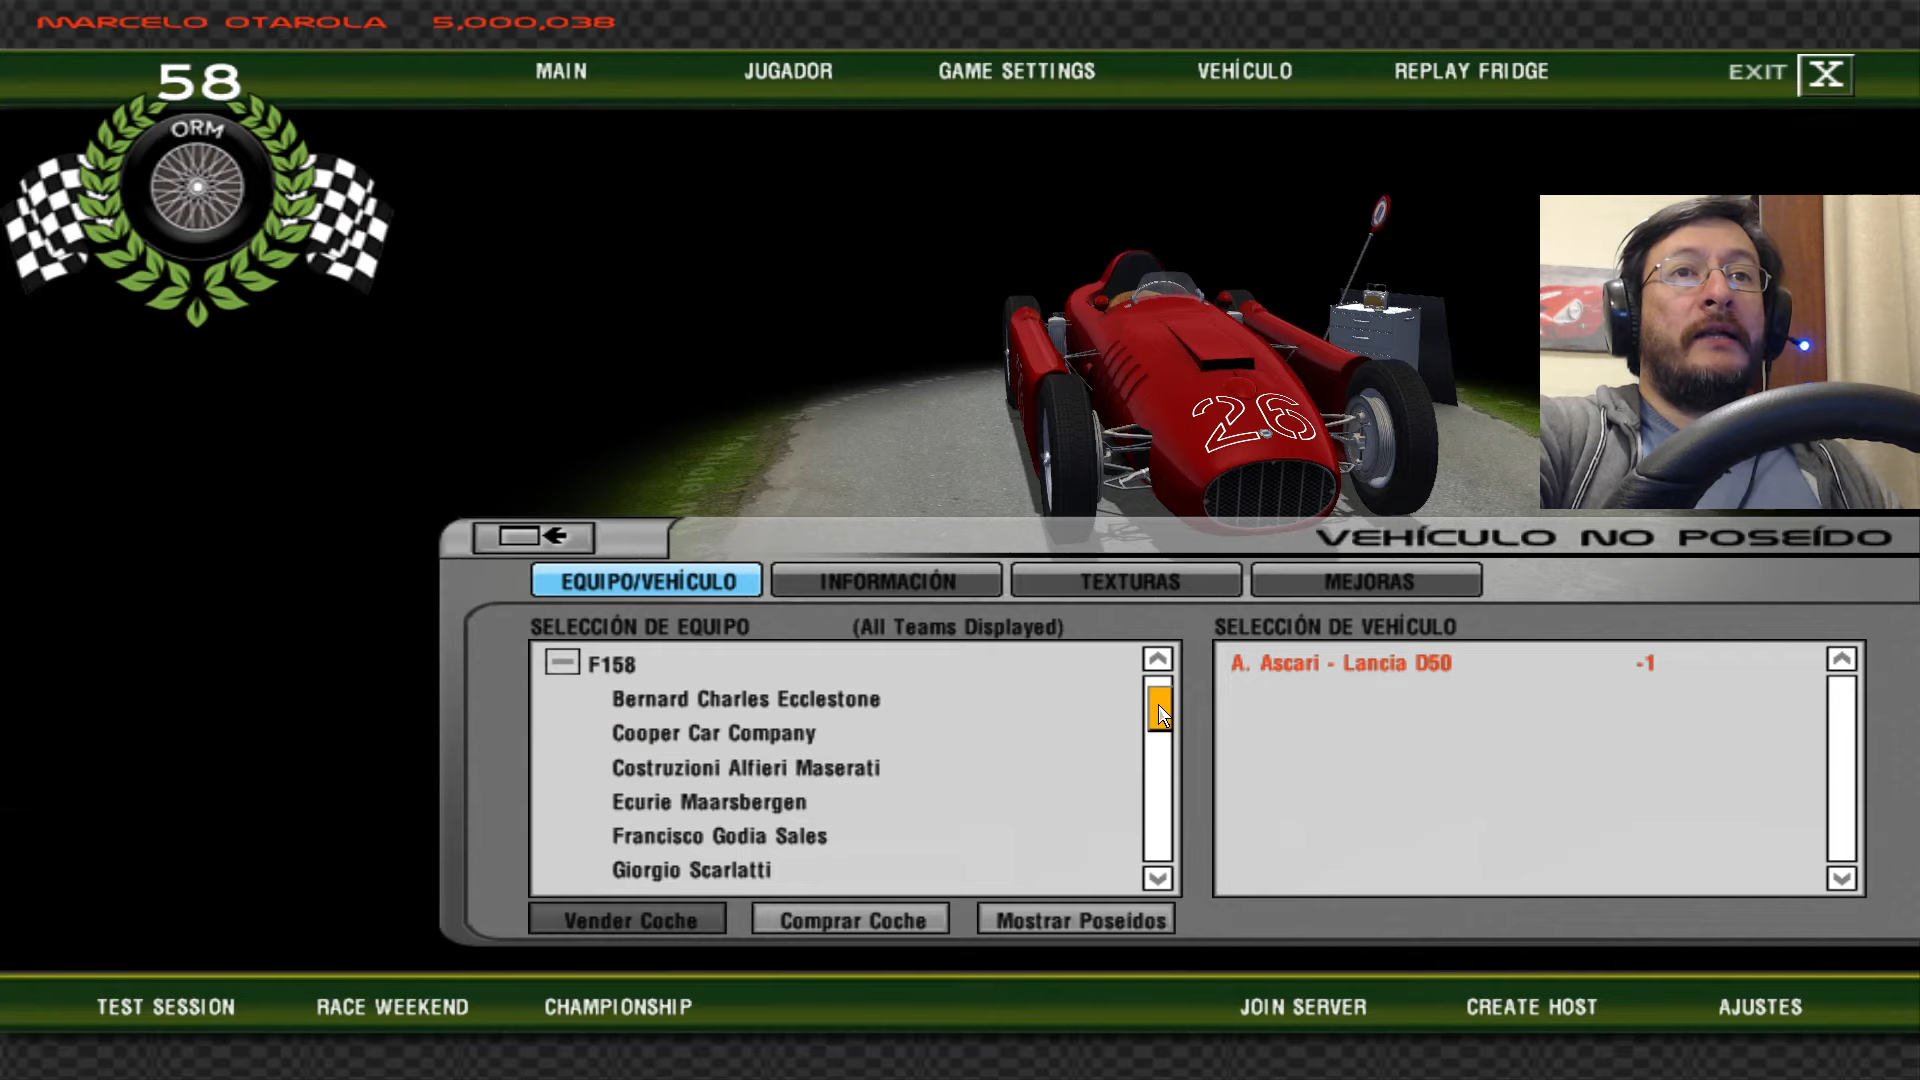 MARCELO OTAROLA 5,000,038
58
MAIN JUGADOR GAME SETTINGS VEHÍCULO REPLAY FRIDGE EXIT X
ORM
26
VEHÍCULO NO POSEÍDO
EQUIPO/VEHÍCULO INFORMACIÓN TEXTURAS MEJORAS
SELECCIÓN DE EQUIPO (All Teams Displayed) SELECCIÓN DE VEHÍCULO
F158
A. Ascari - Lancia D50 -1
Bernard Charles Ecclestone
Cooper Car Company
Costruzioni Alfieri Maserati
Ecurie Maarsbergen
Francisco Godia Sales
Giorgio Scarlatti
Vender Coche Comprar Coche Mostrar Poseídos
TEST SESSION RACE WEEKEND CHAMPIONSHIP JOIN SERVER CREATE HOST AJUSTES